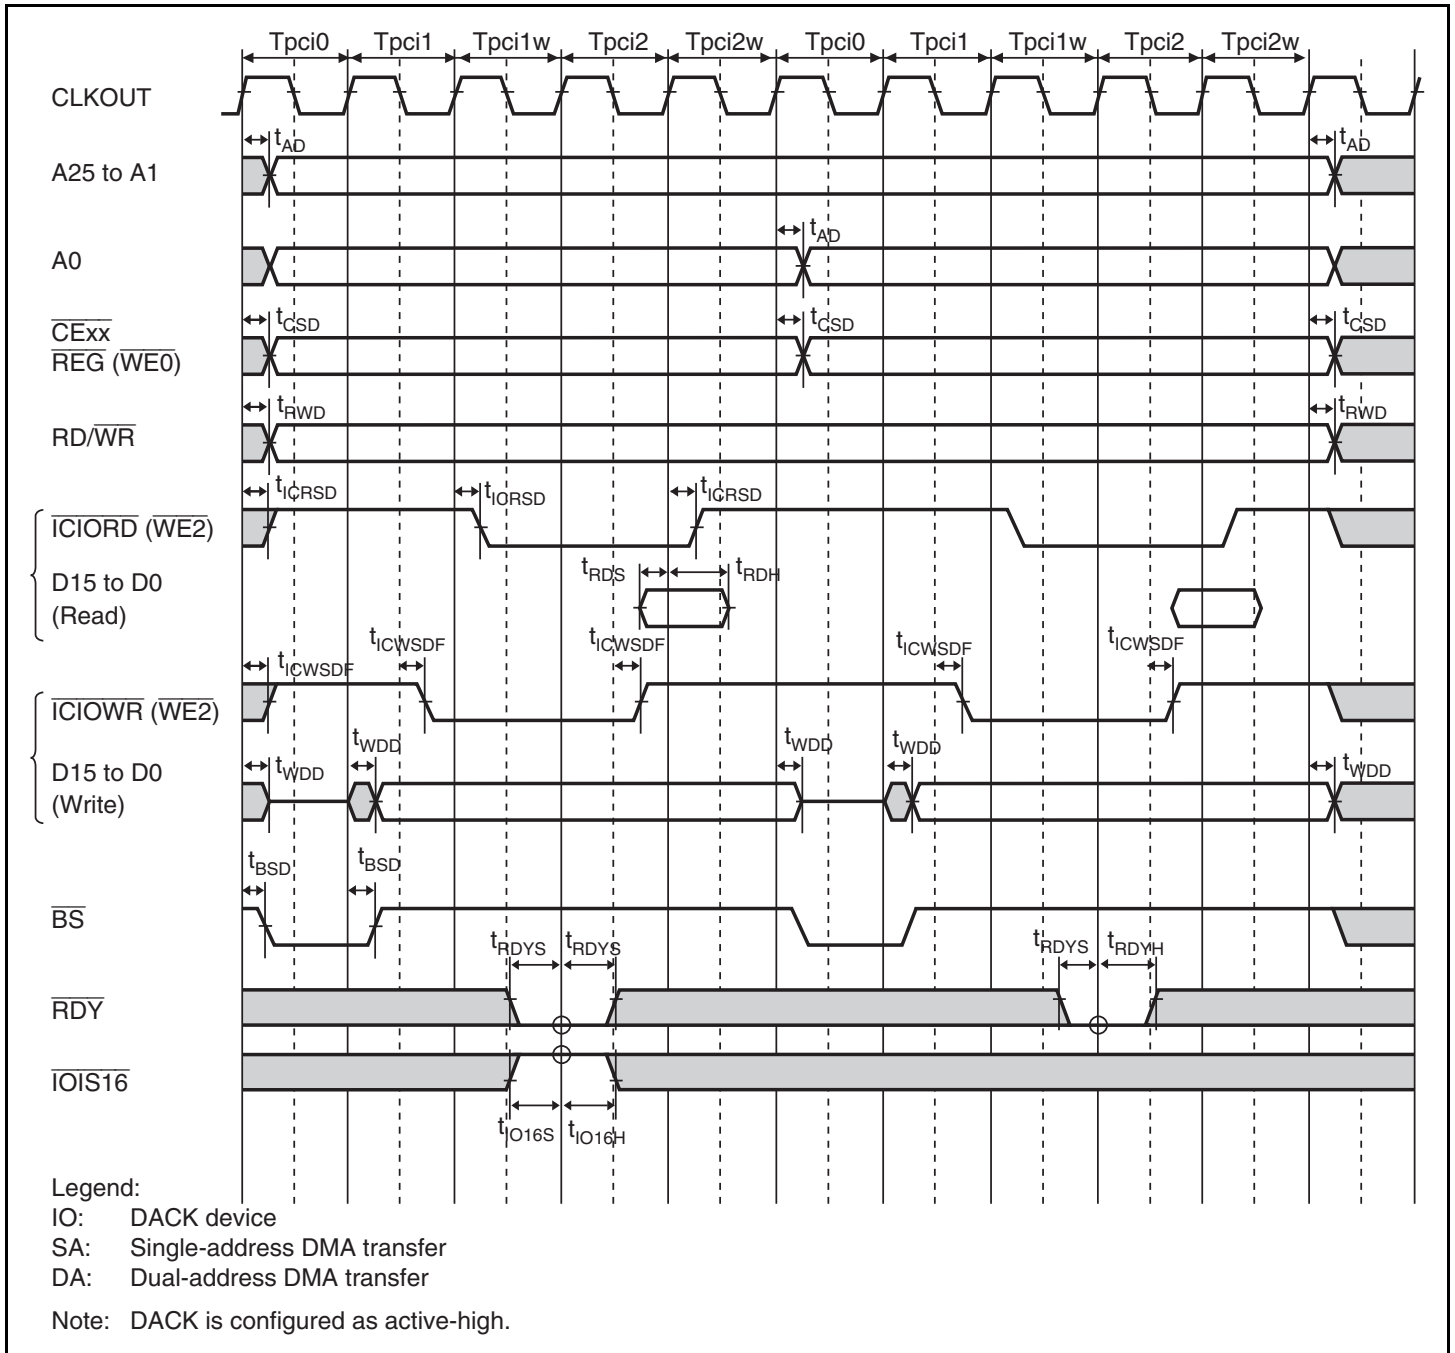 Tpci0 Tpci1 Tpci1w Tpci2 Tpci2w Tpci0 Tpci1 Tpci1w Tpci2 Tpci2w
CLKOUT
tAD tAD
A25 to A1
tAD
A0
tCSD tCSD tCSD
CExx
REG (WE0)
tRWD tRWD
RD/WR
tICRSD tIORSD tICRSD
ICIORD (WE2)
tRDS tRDH
D15 to D0
(Read)
tICWSDF tICWSDF tICWSDF tICWSDF
tICWSDF
ICIOWR (WE2)
tWDD tWDD tWDD
tWDD tWDD
D15 to D0
(Write)
tBSD tBSD
BS
tRDYS tRDYS tRDYS tRDYH
RDY
IOIS16
tIO16S tIO16H
Legend:
IO: DACK device
SA: Single-address DMA transfer
DA: Dual-address DMA transfer
Note: DACK is configured as active-high.